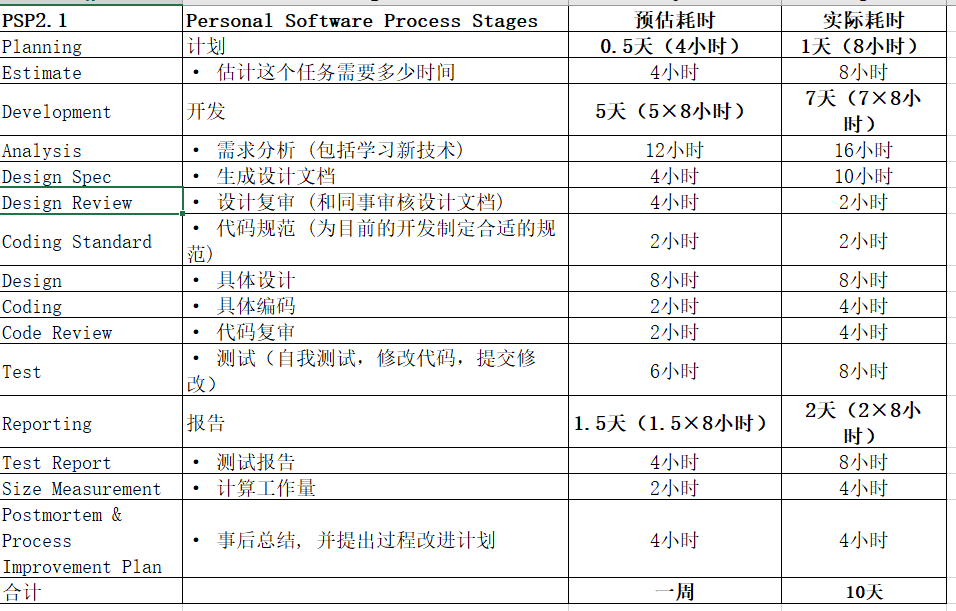 PSP2.1 Personal Software Process Stages 预估耗时 实际耗时
Planning 计划 0.5天（4小时） 1天（8小时）
Estimate · 估计这个任务需要多少时间 4小时 8小时
Development 开发 5天（5×8小时） 7天（7×8小
时）
Analysis · 需求分析 (包括学习新技术) 12小时 16小时
Design Spec · 生成设计文档 4小时 10小时
Design Review · 设计复审 (和同事审核设计文档) 4小时 2小时
Coding Standard · 代码规范 (为目前的开发制定合适的规
范) 2小时 2小时
Design · 具体设计 8小时 8小时
Coding · 具体编码 2小时 4小时
Code Review · 代码复审 2小时 4小时
Test · 测试（自我测试，修改代码，提交修
改） 6小时 8小时
Reporting 报告 1.5天（1.5×8小时） 2天（2×8小
时）
Test Report · 测试报告 4小时 8小时
Size Measurement · 计算工作量 2小时 4小时
Postmortem &
Process
Improvement Plan · 事后总结, 并提出过程改进计划 4小时 4小时
合计 一周 10天